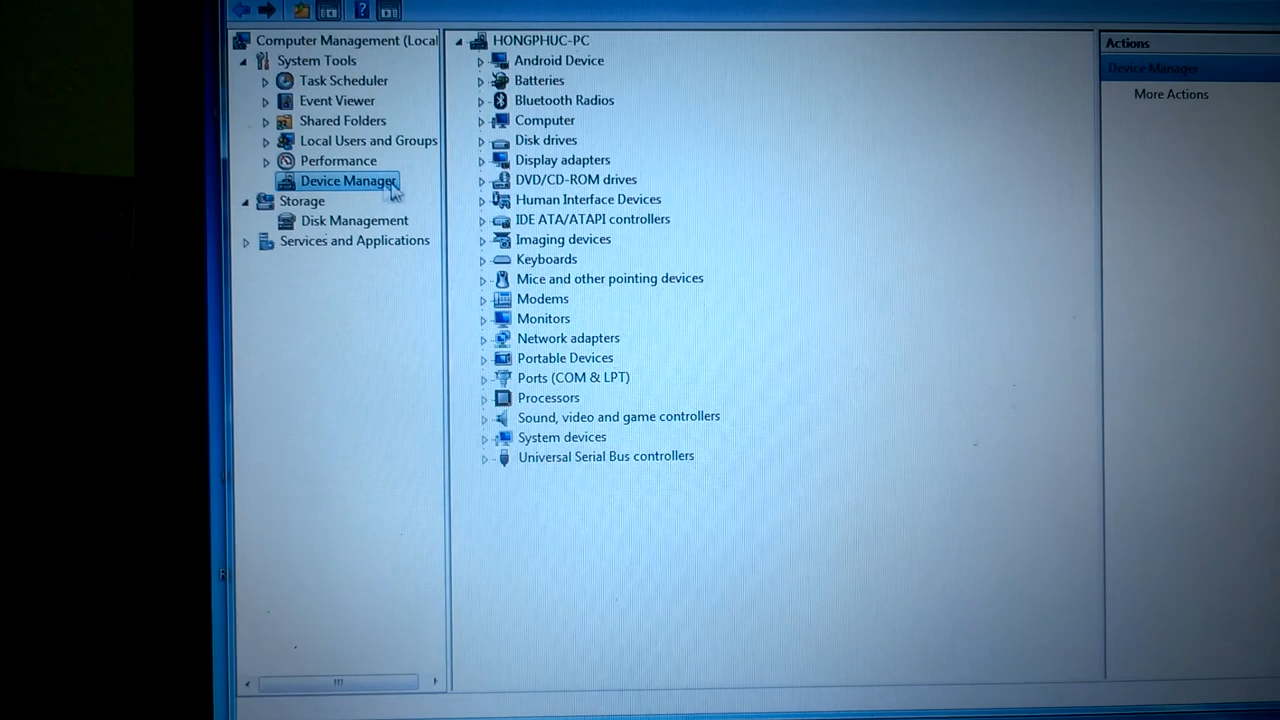 Computer Management (Local
System Tools
Task Scheduler
Event Viewer
Shared Folders
Local Users and Groups
Performance
Device Manager
Storage
Disk Management
Services and Applications
HONGPHUC-PC
Android Device
Batteries
Bluetooth Radios
Computer
Disk drives
Display adapters
DVD/CD-ROM drives
Human Interface Devices
IDE ATA/ATAPI controllers
Imaging devices
Keyboards
Mice and other pointing devices
Modems
Monitors
Network adapters
Portable Devices
Ports (COM & LPT)
Processors
Sound, video and game controllers
System devices
Universal Serial Bus controllers
Actions
Device Manager
More Actions